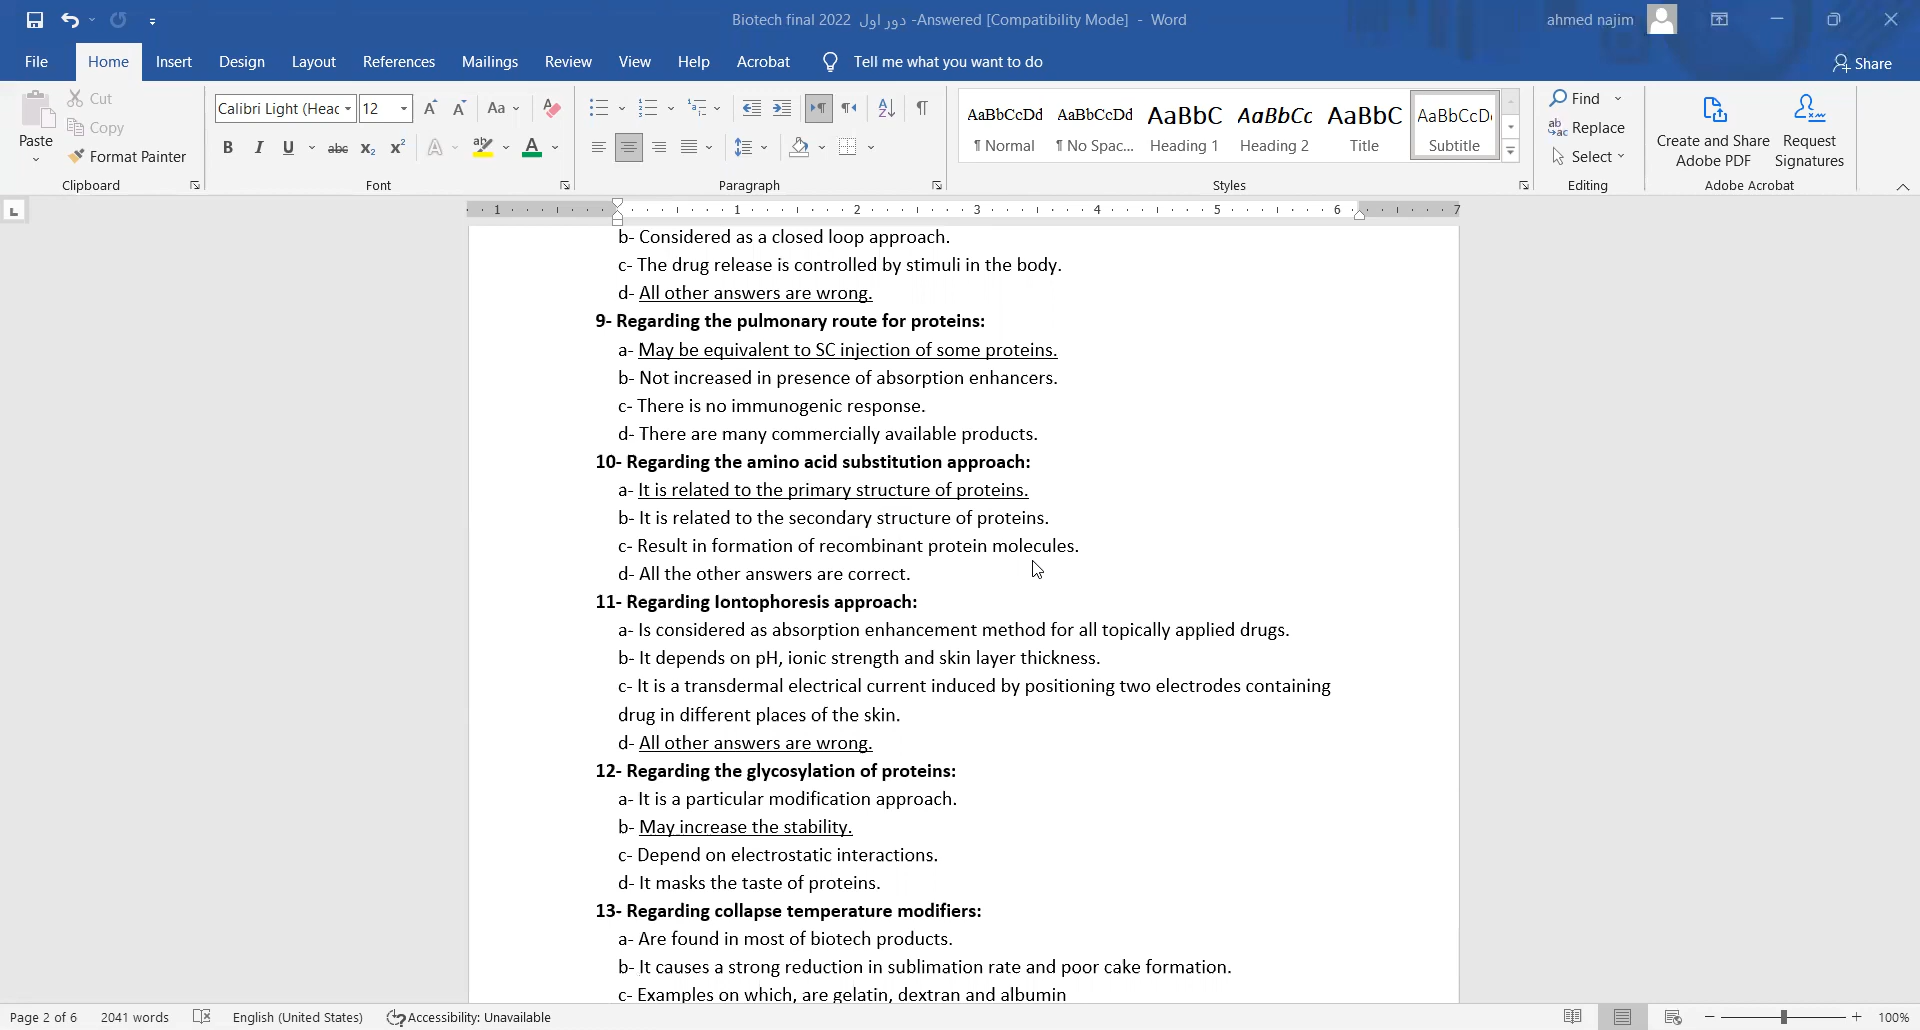 Biotech final 2022 دور اول -Answered [Compatibility Mode] - Word
ahmed najim
File Home Insert Design Layout References Mailings Review View Help Acrobat Tell me what you want to do Share
Paste
Cut
Copy
Format Painter
Clipboard
Calibri Light (Heac 12
Font
Paragraph
AaBbCcDd AaBbCcDd AaBbC AaBbCc AaBbC AaBbCcD
¶ Normal ¶ No Spac... Heading 1 Heading 2 Title Subtitle
Styles
Find
Replace
Select
Editing
Create and Share Adobe PDF
Request Signatures
Adobe Acrobat
1 1 2 3 4 5 6 7
b- Considered as a closed loop approach.
c- The drug release is controlled by stimuli in the body.
d- All other answers are wrong.
9- Regarding the pulmonary route for proteins:
a- May be equivalent to SC injection of some proteins.
b- Not increased in presence of absorption enhancers.
c- There is no immunogenic response.
d- There are many commercially available products.
10- Regarding the amino acid substitution approach:
a- It is related to the primary structure of proteins.
b- It is related to the secondary structure of proteins.
c- Result in formation of recombinant protein molecules.
d- All the other answers are correct.
11- Regarding Iontophoresis approach:
a- Is considered as absorption enhancement method for all topically applied drugs.
b- It depends on pH, ionic strength and skin layer thickness.
c- It is a transdermal electrical current induced by positioning two electrodes containing
drug in different places of the skin.
d- All other answers are wrong.
12- Regarding the glycosylation of proteins:
a- It is a particular modification approach.
b- May increase the stability.
c- Depend on electrostatic interactions.
d- It masks the taste of proteins.
13- Regarding collapse temperature modifiers:
a- Are found in most of biotech products.
b- It causes a strong reduction in sublimation rate and poor cake formation.
c- Examples on which, are gelatin, dextran and albumin
Page 2 of 6 2041 words English (United States) Accessibility: Unavailable 100%